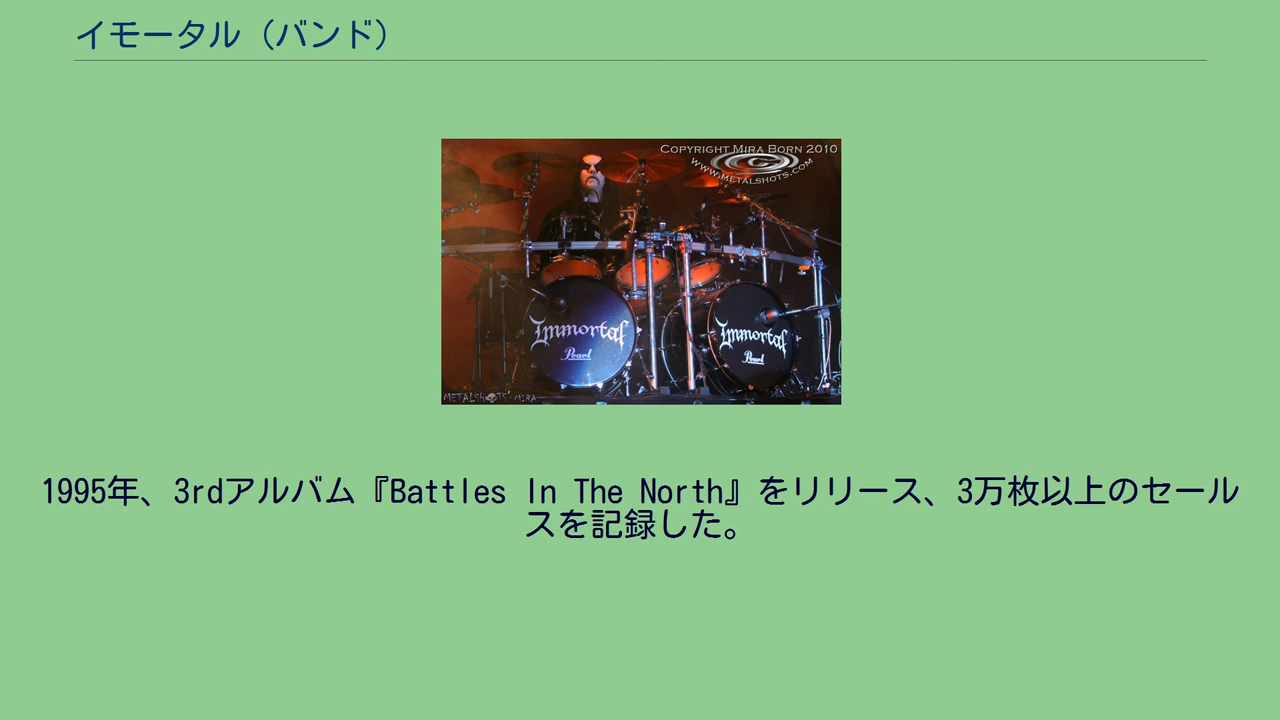 イモータル（バンド）
COPYRIGHT MIRA BORN 2010
WWW.METALSHOTS.COM
Immortal
Pearl
Immortal
Pearl
METALSHOTS-MIRA
1995年、3rdアルバム『Battles In The North』をリリース、3万枚以上のセール
スを記録した。